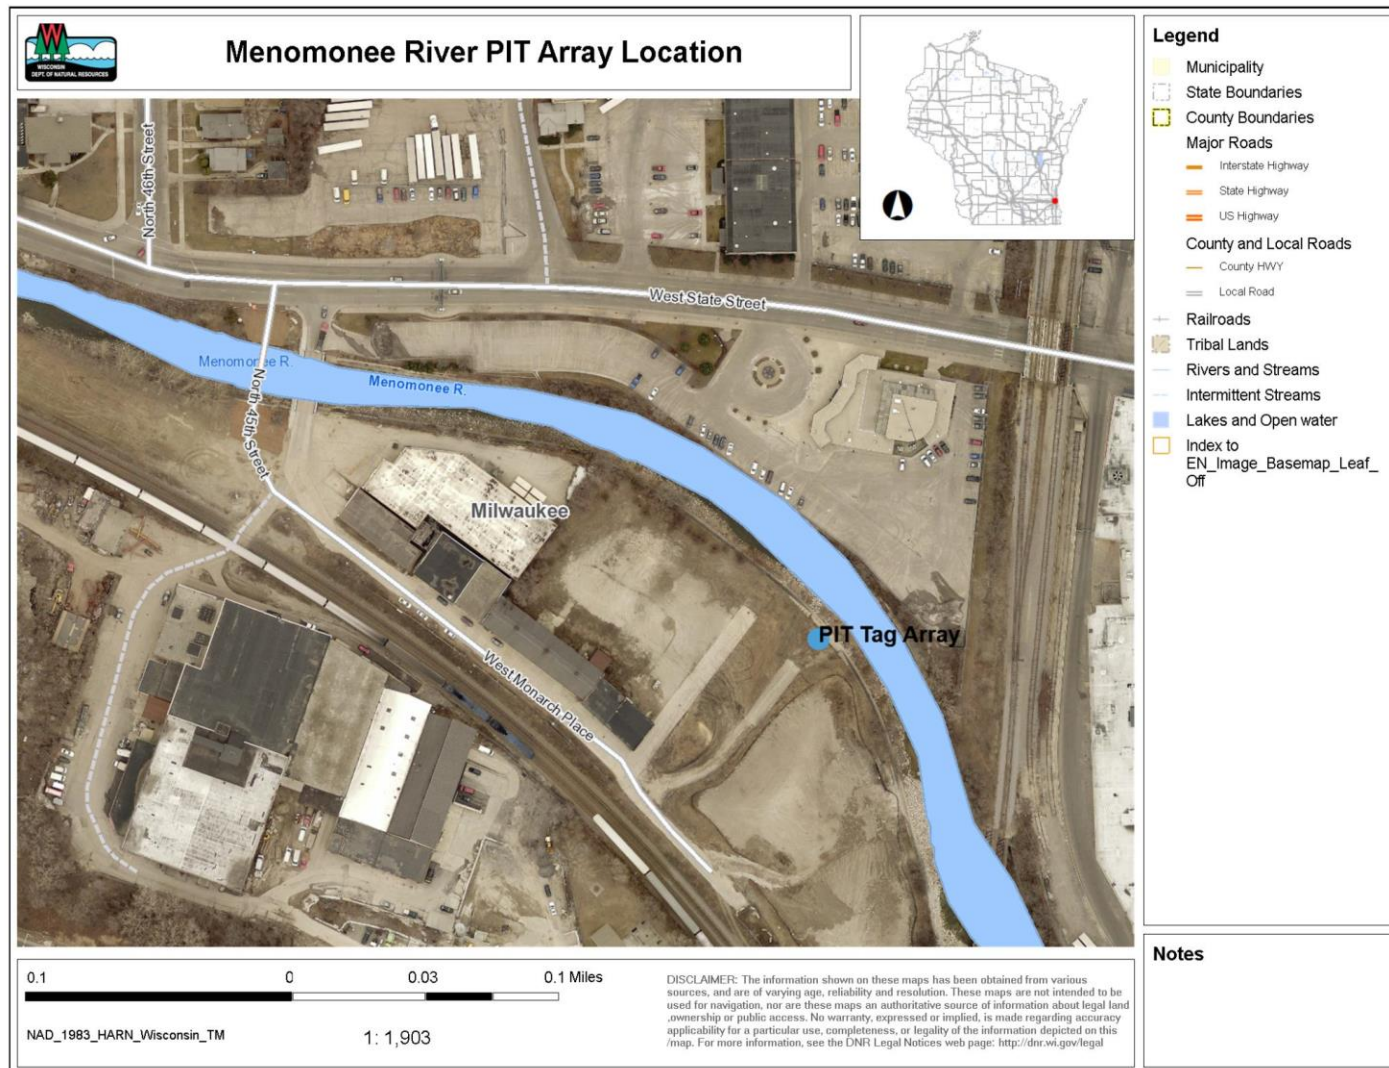 WISCONSIN
DEPT. OF NATURAL RESOURCES
Menomonee River PIT Array Location
North 46th Street
West State Street
Menomonee R.
Menomonee R.
North 45th Street
Milwaukee
PIT Tag Array
West Monarch Place
Legend
Municipality
State Boundaries
County Boundaries
Major Roads
Interstate Highway
State Highway
US Highway
County and Local Roads
County HWY
Local Road
Railroads
Tribal Lands
Rivers and Streams
Intermittent Streams
Lakes and Open water
Index to
EN_Image_Basemap_Leaf_
Off
Notes
0.1 0 0.03 0.1 Miles
NAD_1983_HARN_Wisconsin_TM
1: 1,903
DISCLAIMER: The information shown on these maps has been obtained from various
sources, and are of varying age, reliability and resolution. These maps are not intended to be
used for navigation, nor are these maps an authoritative source of information about legal land
,ownership or public access. No warranty, expressed or implied, is made regarding accuracy
applicability for a particular use, completeness, or legality of the information depicted on this
/map. For more information, see the DNR Legal Notices web page: http://dnr.wi.gov/legal